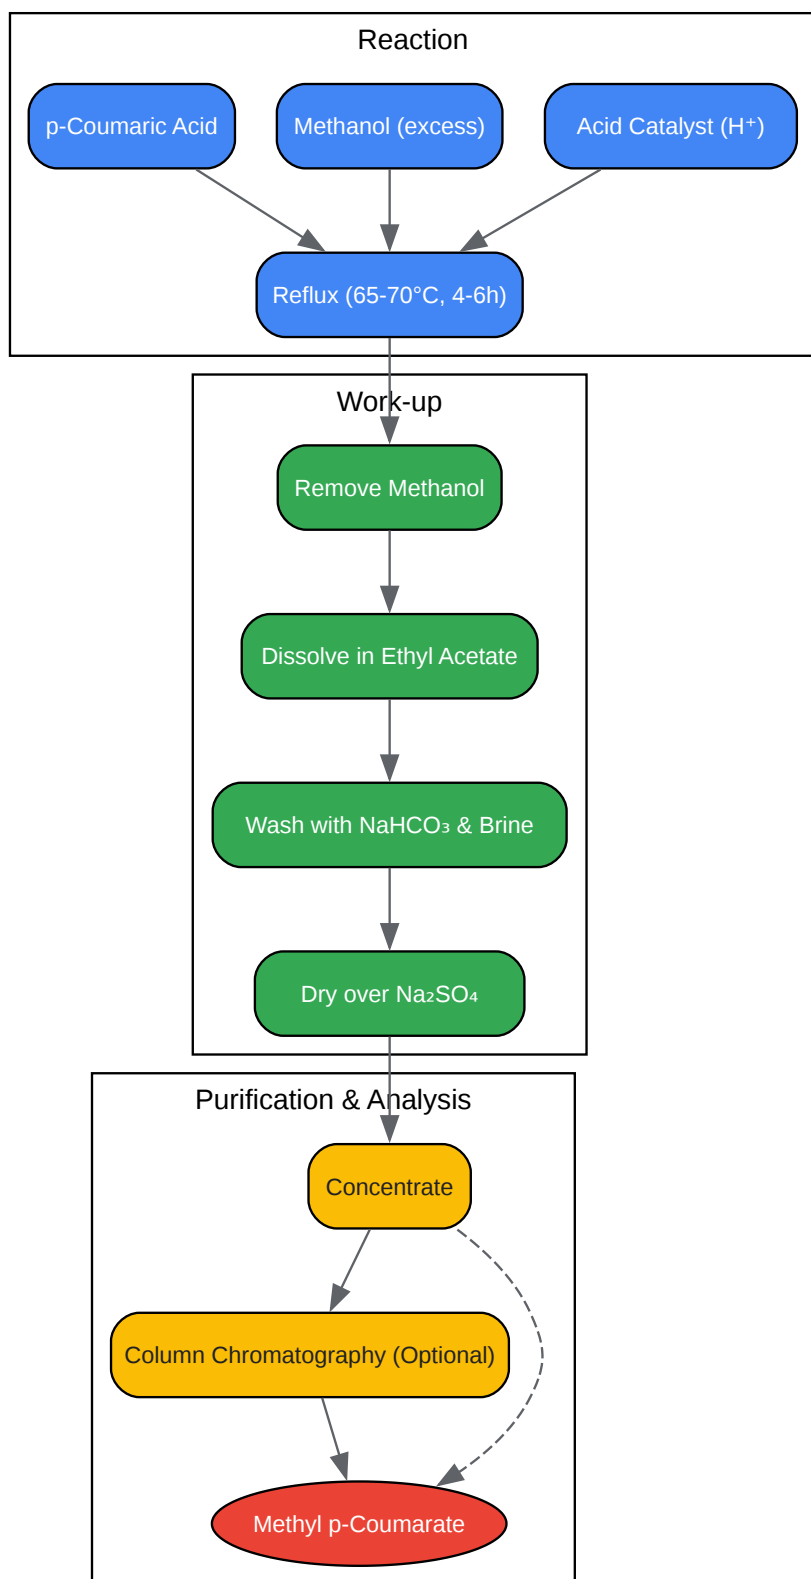 Reaction
p-Coumaric Acid
Methanol (excess)
Acid Catalyst (H⁺)
Reflux (65-70°C, 4-6h)
Work-up
Remove Methanol
Dissolve in Ethyl Acetate
Wash with NaHCO₃ & Brine
Dry over Na₂SO₄
Purification & Analysis
Concentrate
Column Chromatography (Optional)
Methyl p-Coumarate